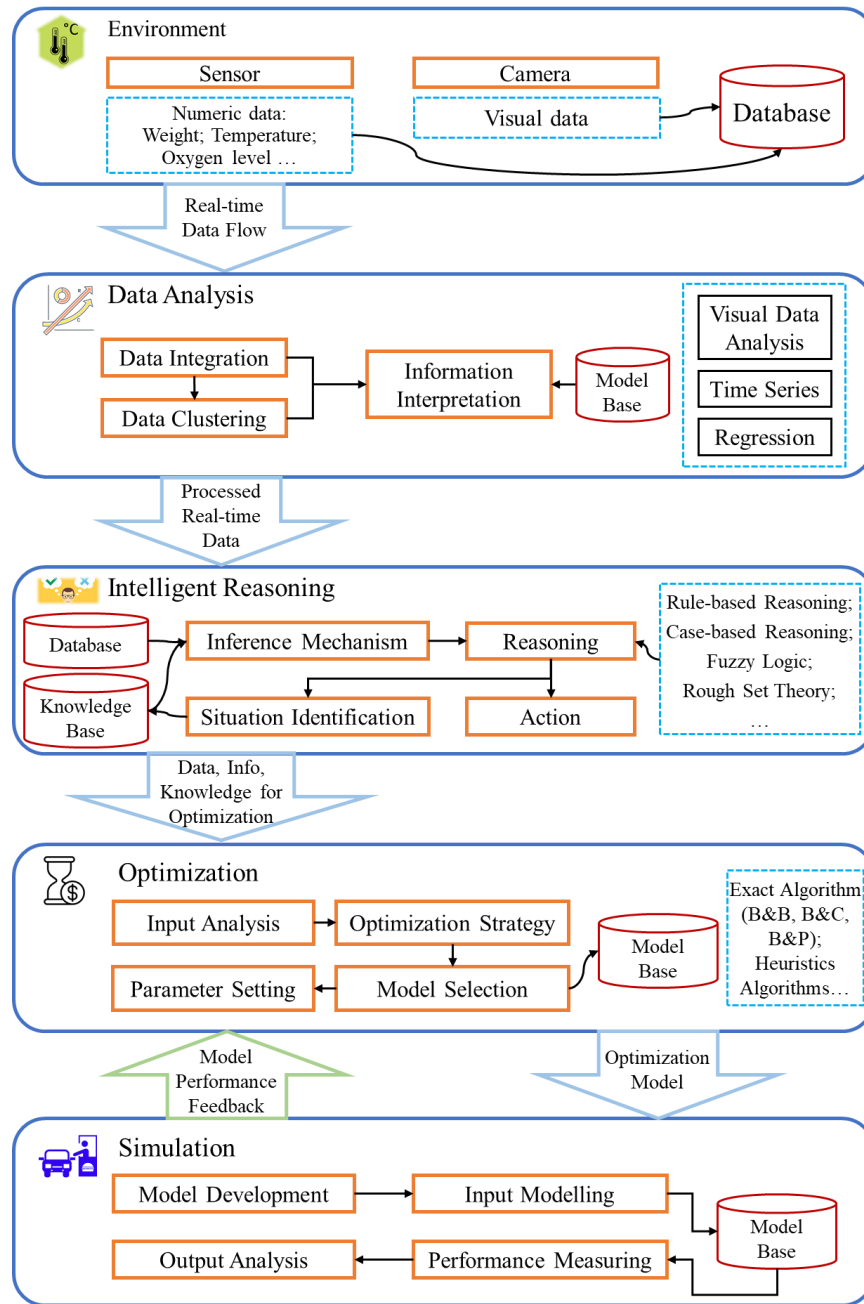 °C
Environment
Sensor
Camera
Numeric data:
Weight; Temperature;
Oxygen level …
Visual data
Database
Real-time
Data Flow
Data Analysis
Data Integration
Data Clustering
Information
Interpretation
Model
Base
Visual Data
Analysis
Time Series
Regression
Processed
Real-time
Data
Intelligent Reasoning
Database
Knowledge
Base
Inference Mechanism
Reasoning
Situation Identification
Action
Rule-based Reasoning;
Case-based Reasoning;
Fuzzy Logic;
Rough Set Theory;
…
Data, Info,
Knowledge for
Optimization
Optimization
Input Analysis
Optimization Strategy
Parameter Setting
Model Selection
Model
Base
Exact Algorithm
(B&B, B&C,
B&P);
Heuristics
Algorithms…
Model
Performance
Feedback
Optimization
Model
Simulation
Model Development
Input Modelling
Output Analysis
Performance Measuring
Model
Base